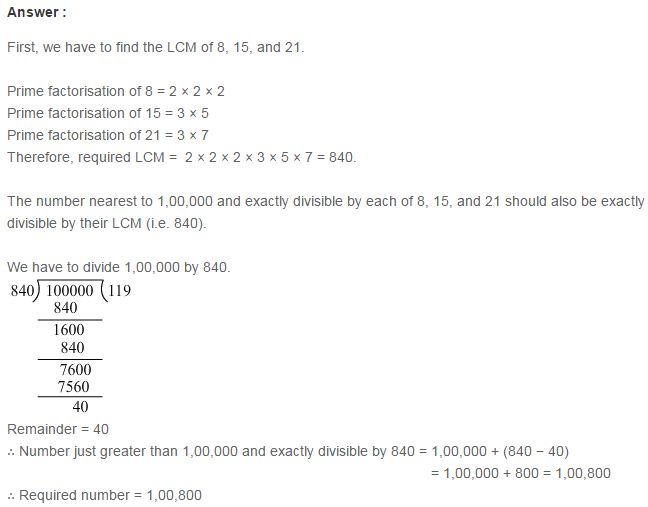 Answer :
First, we have to find the LCM of 8, 15, and 21.
Prime factorisation of 8 = 2 × 2 × 2
Prime factorisation of 15 = 3 × 5
Prime factorisation of 21 = 3 × 7
Therefore, required LCM = 2 × 2 × 2 × 3 × 5 × 7 = 840.
The number nearest to 1,00,000 and exactly divisible by each of 8, 15, and 21 should also be exactly
divisible by their LCM (i.e. 840).
We have to divide 1,00,000 by 840.
840) 100000 (119
840
1600
840
7600
7560
40
Remainder = 40
∴ Number just greater than 1,00,000 and exactly divisible by 840 = 1,00,000 + (840 − 40)
= 1,00,000 + 800 = 1,00,800
∴ Required number = 1,00,800